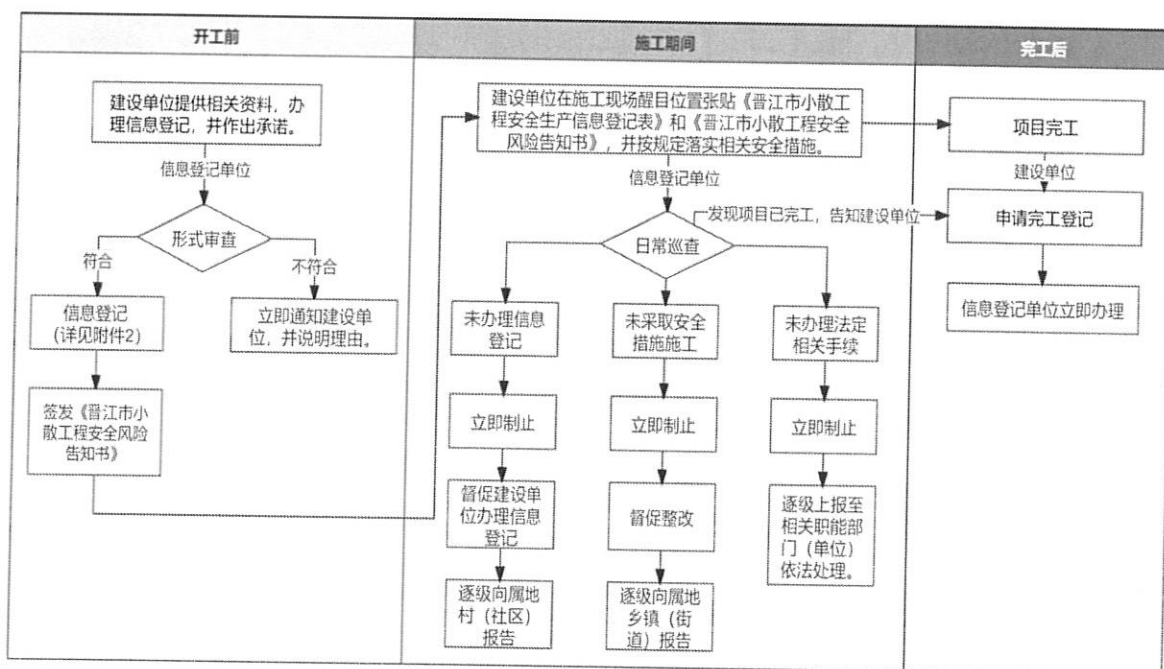 开工前
施工期间
完工后
建设单位提供相关资料，办
理信息登记，并作出承诺。
信息登记单位
形式审查
符合
不符合
信息登记
（详见附件2）
立即通知建设单
位，并说明理由。
签发《晋江市小
散工程安全风险
告知书》
建设单位在施工现场醒目位置张贴《晋江市小散工
程安全生产信息登记表》和《晋江市小散工程安全
风险告知书》，并按规定落实相关安全措施。
信息登记单位
发现项目已完工，告知建设单位
日常巡查
未办理信息
登记
未采取安全
措施施工
未办理法定
相关手续
立即制止
立即制止
立即制止
督促建设单
位办理信息
登记
督促整改
逐级上报至
相关职能部
门（单位）
依法处理。
逐级向属地
村（社区）
报告
逐级向属地
乡镇（街
道）报告
项目完工
建设单位
申请完工登记
信息登记单位立即办理